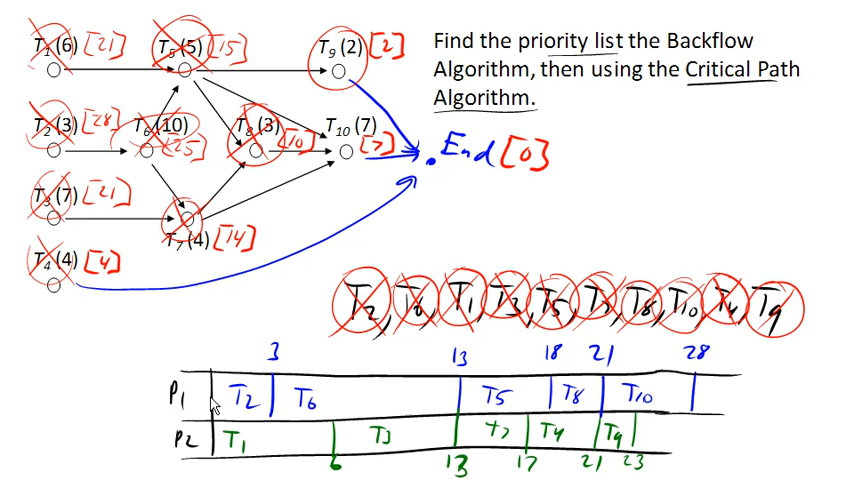 T1 (6) [21]
T5 (5) [15]
T9 (2) [2]
Find the priority list the Backflow
Algorithm, then using the Critical Path
Algorithm.
T2 (3) [28]
T6 (10) [25]
T8 (3) [10]
T10 (7) [7]
End [0]
T3 (7) [21]
T7 (4) [14]
T4 (4) [4]
T2, T6, T1, T3, T5, T7, T8, T10, T4, T9
3 13 18 21 28
P1 T2 T6 T5 T8 T10
P2 T1 T3 T7 T4 T9
6 13 17 21 23